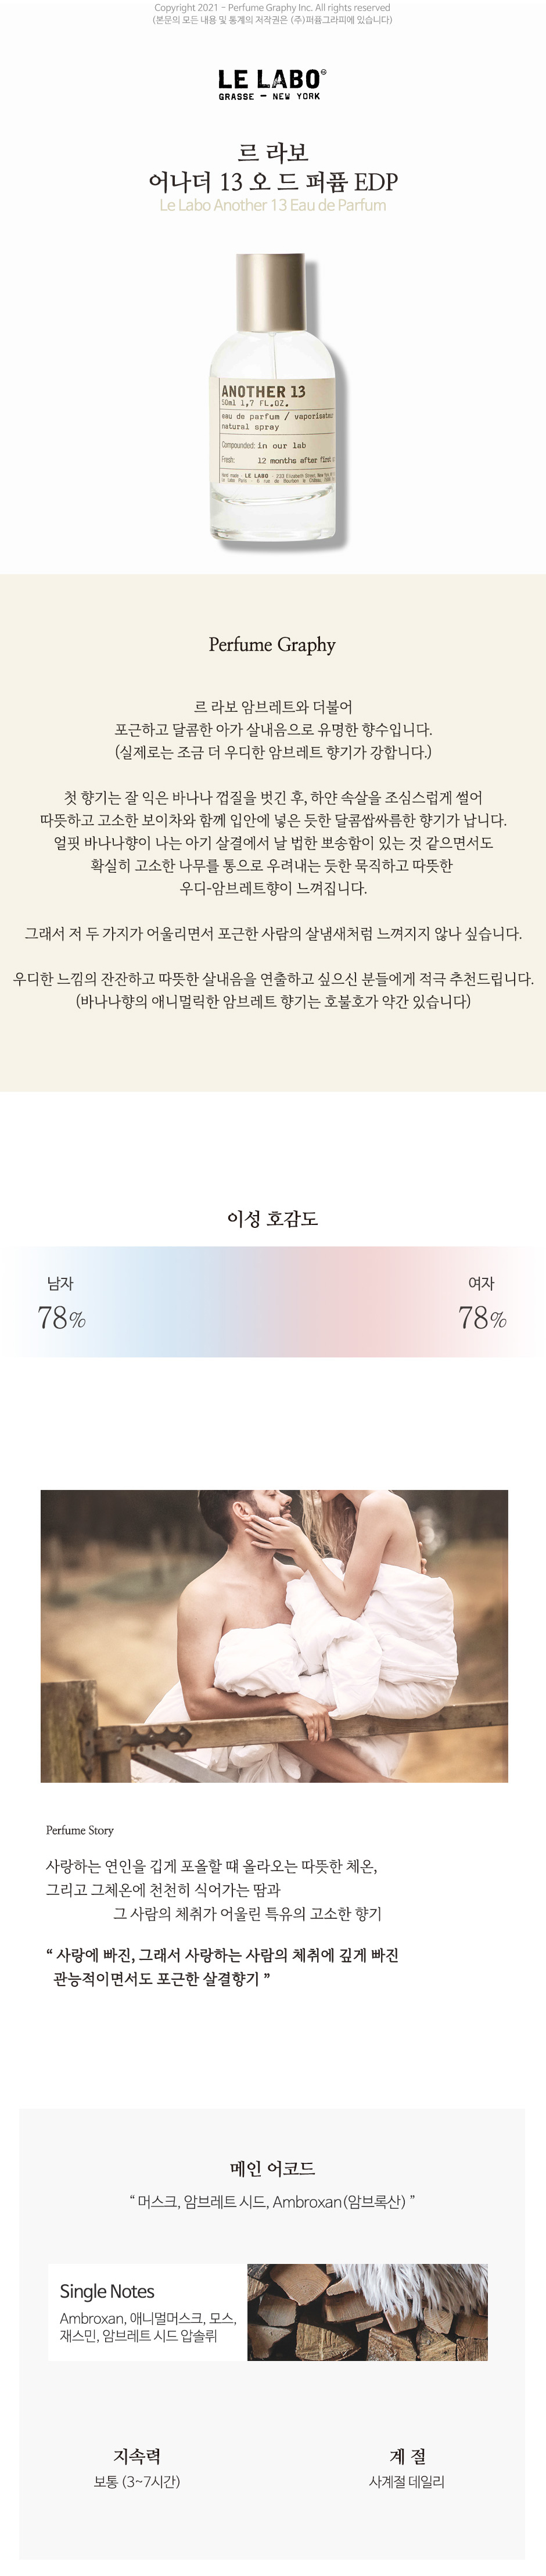 Copyright 2021 - Perfume Graphy Inc. All rights reserved
(본문의 모든 내용 및 통계의 저작권은 (주)퍼퓸그라피에 있습니다)
LE LABO®
GRASSE - NEW YORK
르 라보
어나더 13 오 드 퍼퓸 EDP
Le Labo Another 13 Eau de Parfum
ANOTHER 13
50ml 1,7 FL.OZ.
eau de parfum / vaporisateur
natural spray
Compounded: in our lab
Fresh: 12 months after first
Perfume Graphy
르 라보 암브레트와 더불어
포근하고 달콤한 아가 살내음으로 유명한 향수입니다.
(실제로는 조금 더 우디한 암브레트 향기가 강합니다.)
첫 향기는 잘 익은 바나나 껍질을 벗긴 후, 하얀 속살을 조심스럽게 썰어
따뜻하고 고소한 보이차와 함께 입안에 넣은 듯한 달콤쌉싸름한 향기가 납니다.
얼핏 바나나향이 나는 아기 살결에서 날 법한 뽀송함이 있는 것 같으면서도
확실히 고소한 나무를 통으로 우려내는 듯한 묵직하고 따뜻한
우디-암브레트향이 느껴집니다.
그래서 저 두 가지가 어울리면서 포근한 사람의 살냄새처럼 느껴지지 않나 싶습니다.
우디한 느낌의 잔잔하고 따뜻한 살내음을 연출하고 싶으신 분들에게 적극 추천드립니다.
(바나나향의 애니멀릭한 암브레트 향기는 호불호가 약간 있습니다)
이성 호감도
남자 여자
78% 78%
Perfume Story
사랑하는 연인을 깁게 포올할 떄 올라오는 따뜻한 체온,
그리고 그체온에 천천히 식어가는 땀과
그 사람의 체취가 어울린 특유의 고소한 향기
“ 사랑에 빠진, 그래서 사랑하는 사람의 체취에 깊게 빠진
관능적이면서도 포근한 살결향기 ”
메인 어코드
“ 머스크, 암브레트 시드, Ambroxan(암브록산) ”
Single Notes
Ambroxan, 애니멀머스크, 모스,
재스민, 암브레트 시드 압솔뤼
지속력 계 절
보통 (3~7시간) 사계절 데일리